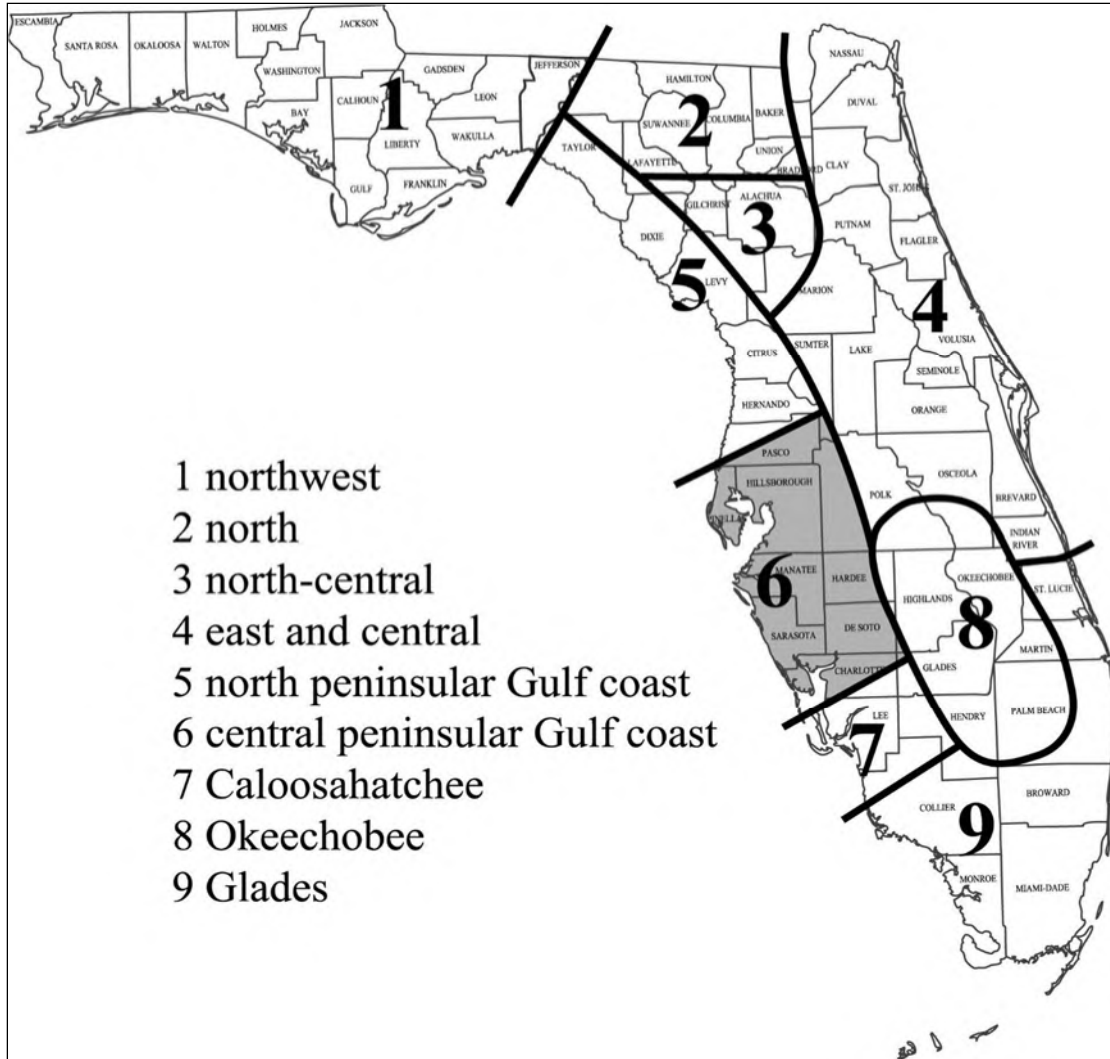 ESCAMBIA
SANTA ROSA
OKALOOSA
WALTON
HOLMES
JACKSON
WASHINGTON
BAY
CALHOUN
GADSDEN
LEON
JEFFERSON
1
LIBERTY
WAKULLA
GULF
FRANKLIN
HAMILTON
SUWANNEE
COLUMBIA
BAKER
2
NASSAU
DUVAL
TAYLOR
LAFAYETTE
UNION
BRADFORD
CLAY
GILCHRIST
ALACHUA
3
ST. JOHNS
PUTNAM
DIXIE
FLAGLER
5
LEVY
MARION
4
VOLUSIA
CITRUS
SUMTER
LAKE
SEMINOLE
HERNANDO
ORANGE
PASCO
HILLSBOROUGH
PINELLAS
POLK
OSCEOLA
BREVARD
INDIAN
RIVER
6
MANATEE
HARDEE
HIGHLANDS
OKEECHOBEE
8
ST. LUCIE
SARASOTA
DE SOTO
MARTIN
CHARLOTTE
GLADES
LEE
7
HENDRY
PALM BEACH
COLLIER
9
BROWARD
MONROE
MIAMI-DADE
1 northwest
2 north
3 north-central
4 east and central
5 north peninsular Gulf coast
6 central peninsular Gulf coast
7 Caloosahatchee
8 Okeechobee
9 Glades